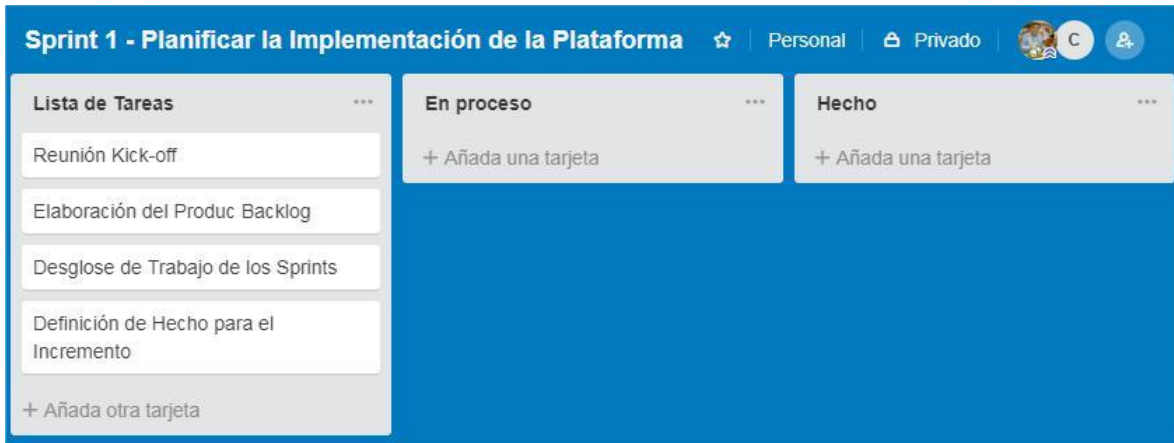 Sprint 1 - Planificar la Implementación de la Plataforma
Personal
Privado
C
Lista de Tareas
Reunión Kick-off
Elaboración del Produc Backlog
Desglose de Trabajo de los Sprints
Definición de Hecho para el
Incremento
+ Añada otra tarjeta
En proceso
+ Añada una tarjeta
Hecho
+ Añada una tarjeta